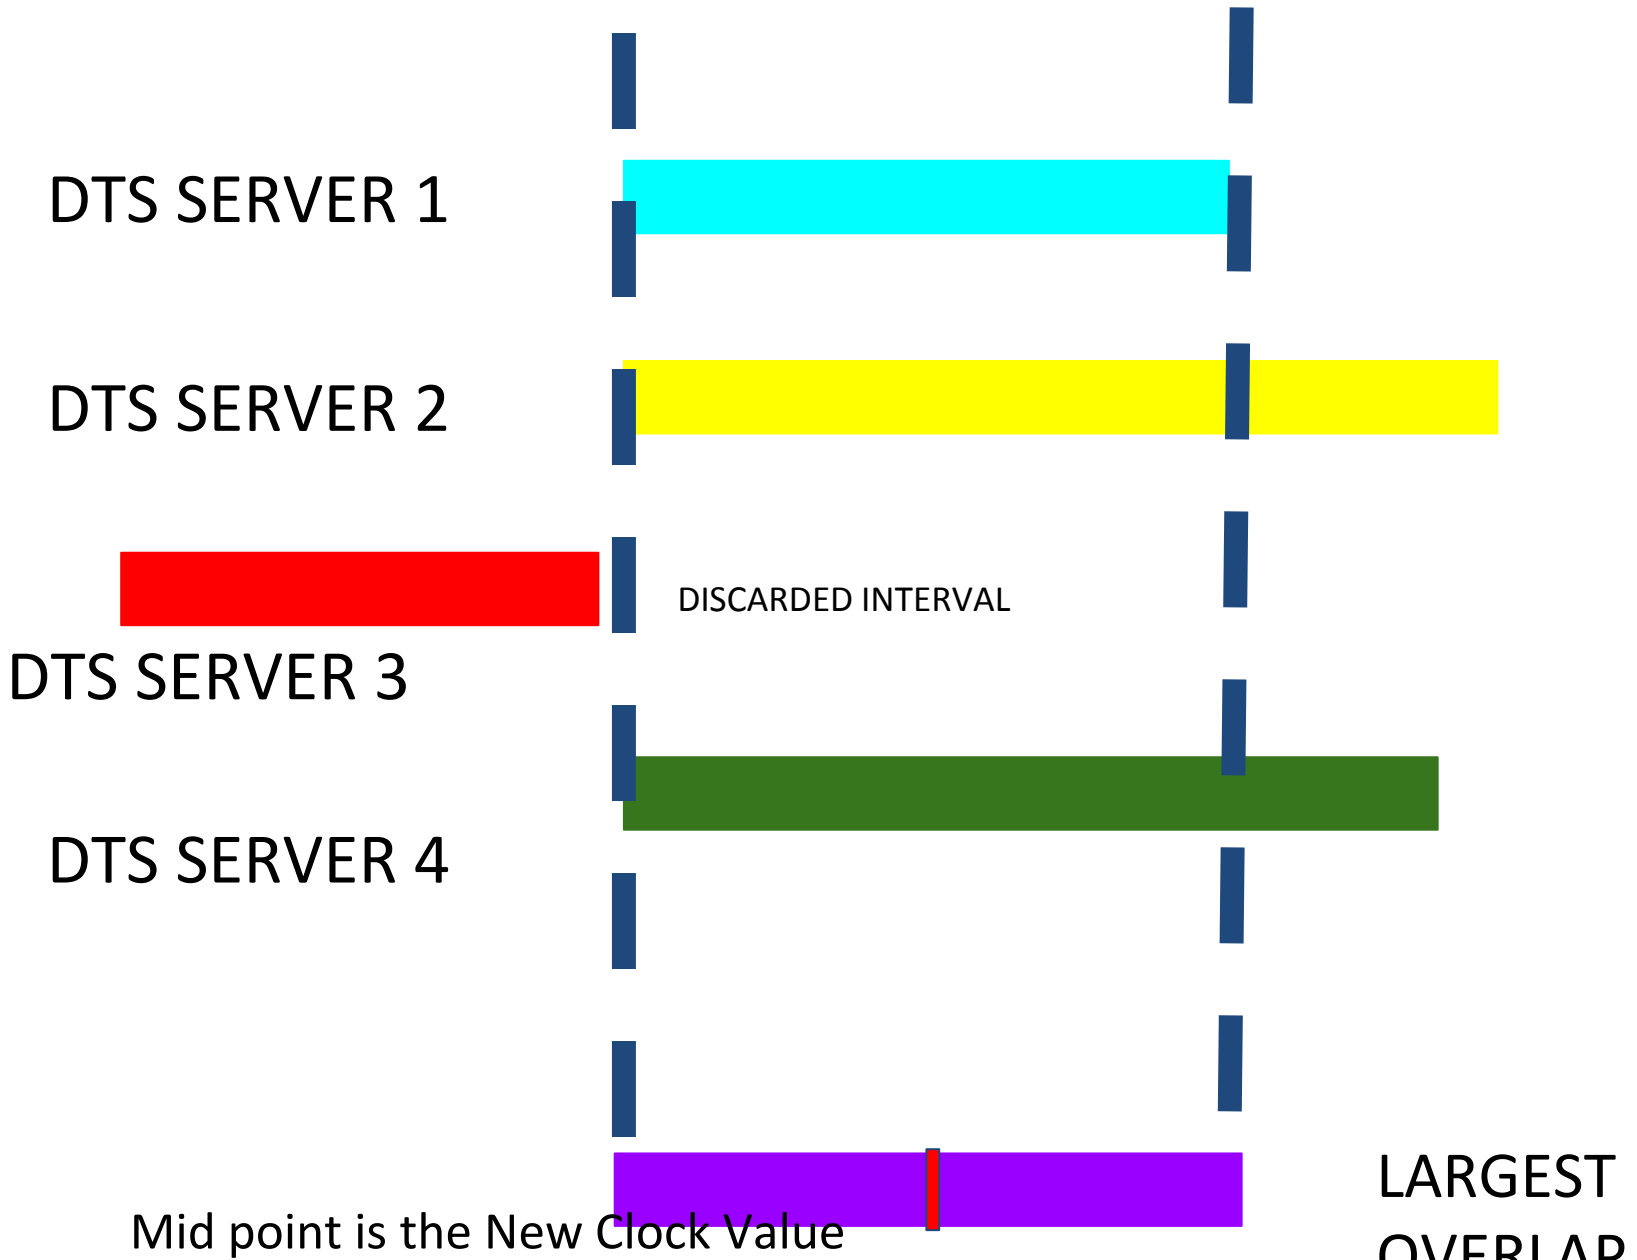 DTS SERVER 1
DTS SERVER 2
DISCARDED INTERVAL
DTS SERVER 3
DTS SERVER 4
LARGEST
Mid point is the New Clock Value
OVERLAP